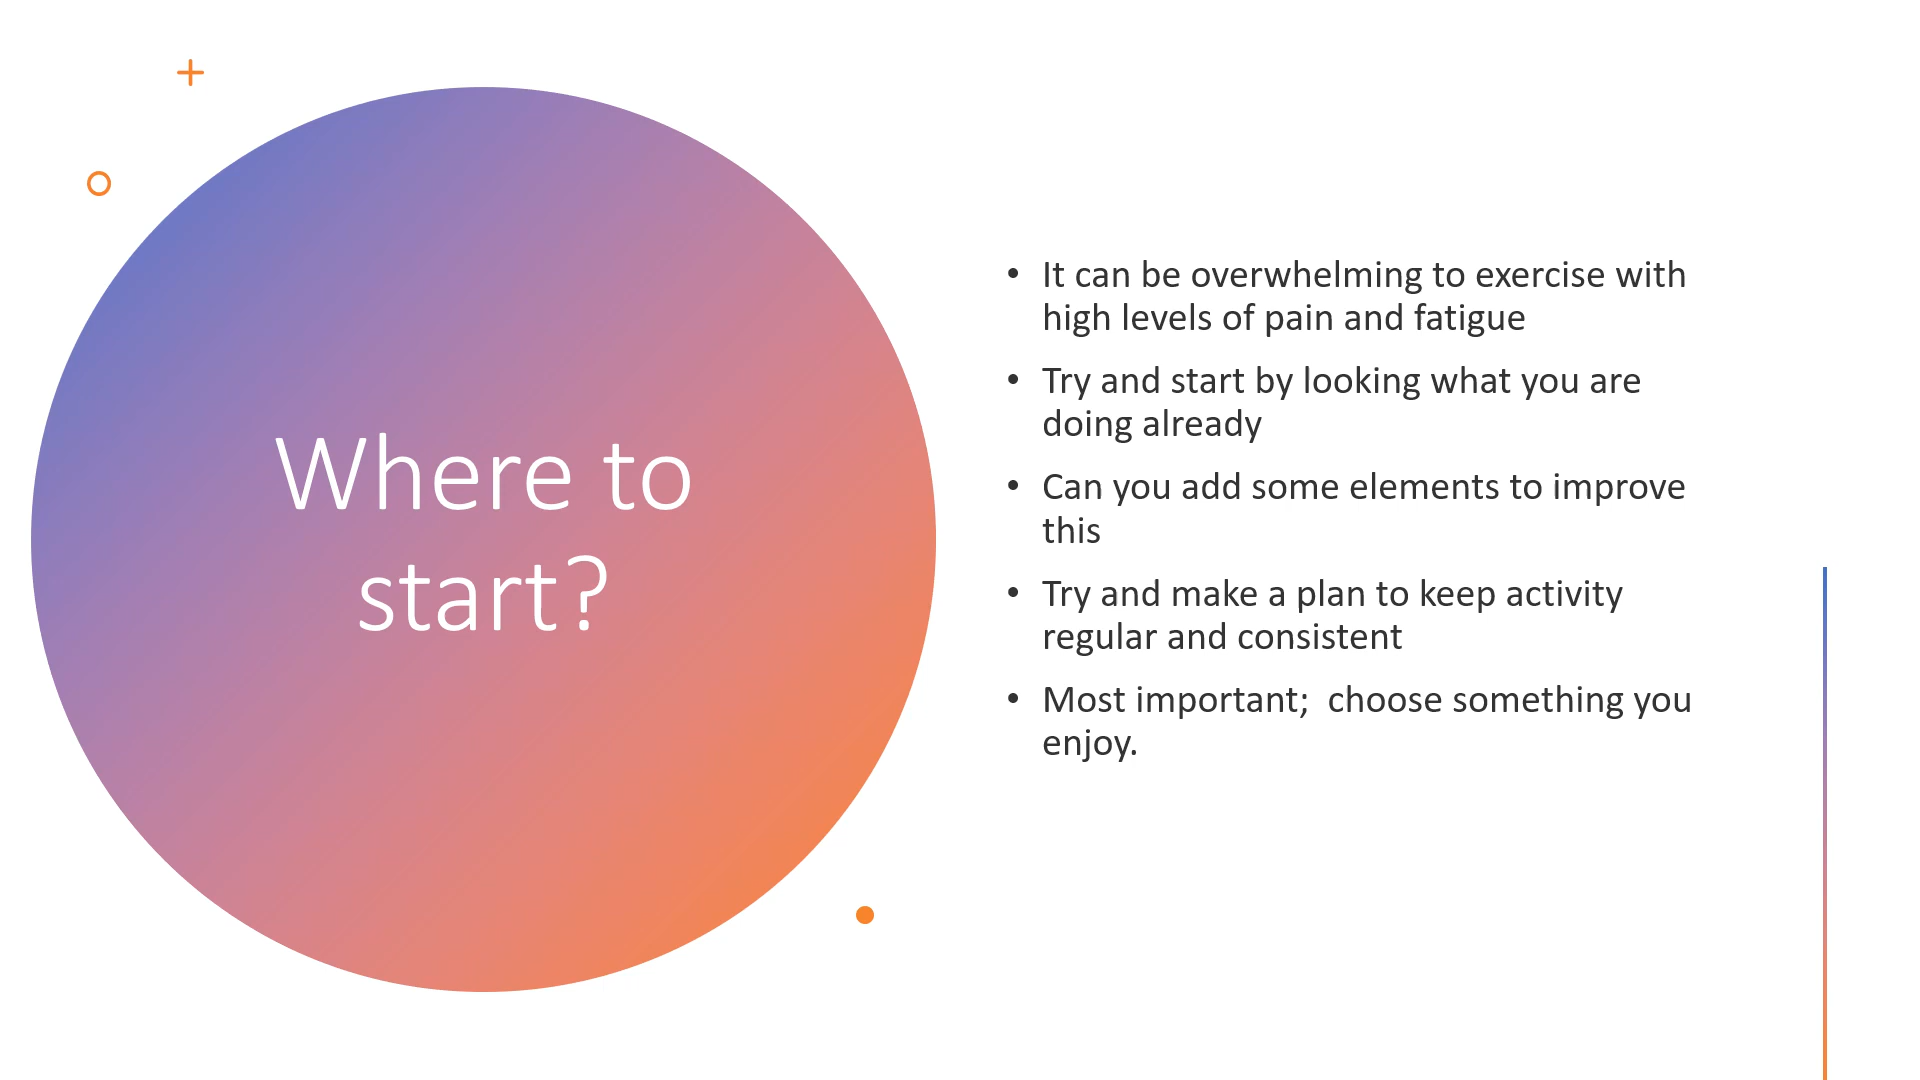 Where to
start?
• It can be overwhelming to exercise with
high levels of pain and fatigue
• Try and start by looking what you are
doing already
• Can you add some elements to improve
this
• Try and make a plan to keep activity
regular and consistent
• Most important;  choose something you
enjoy.